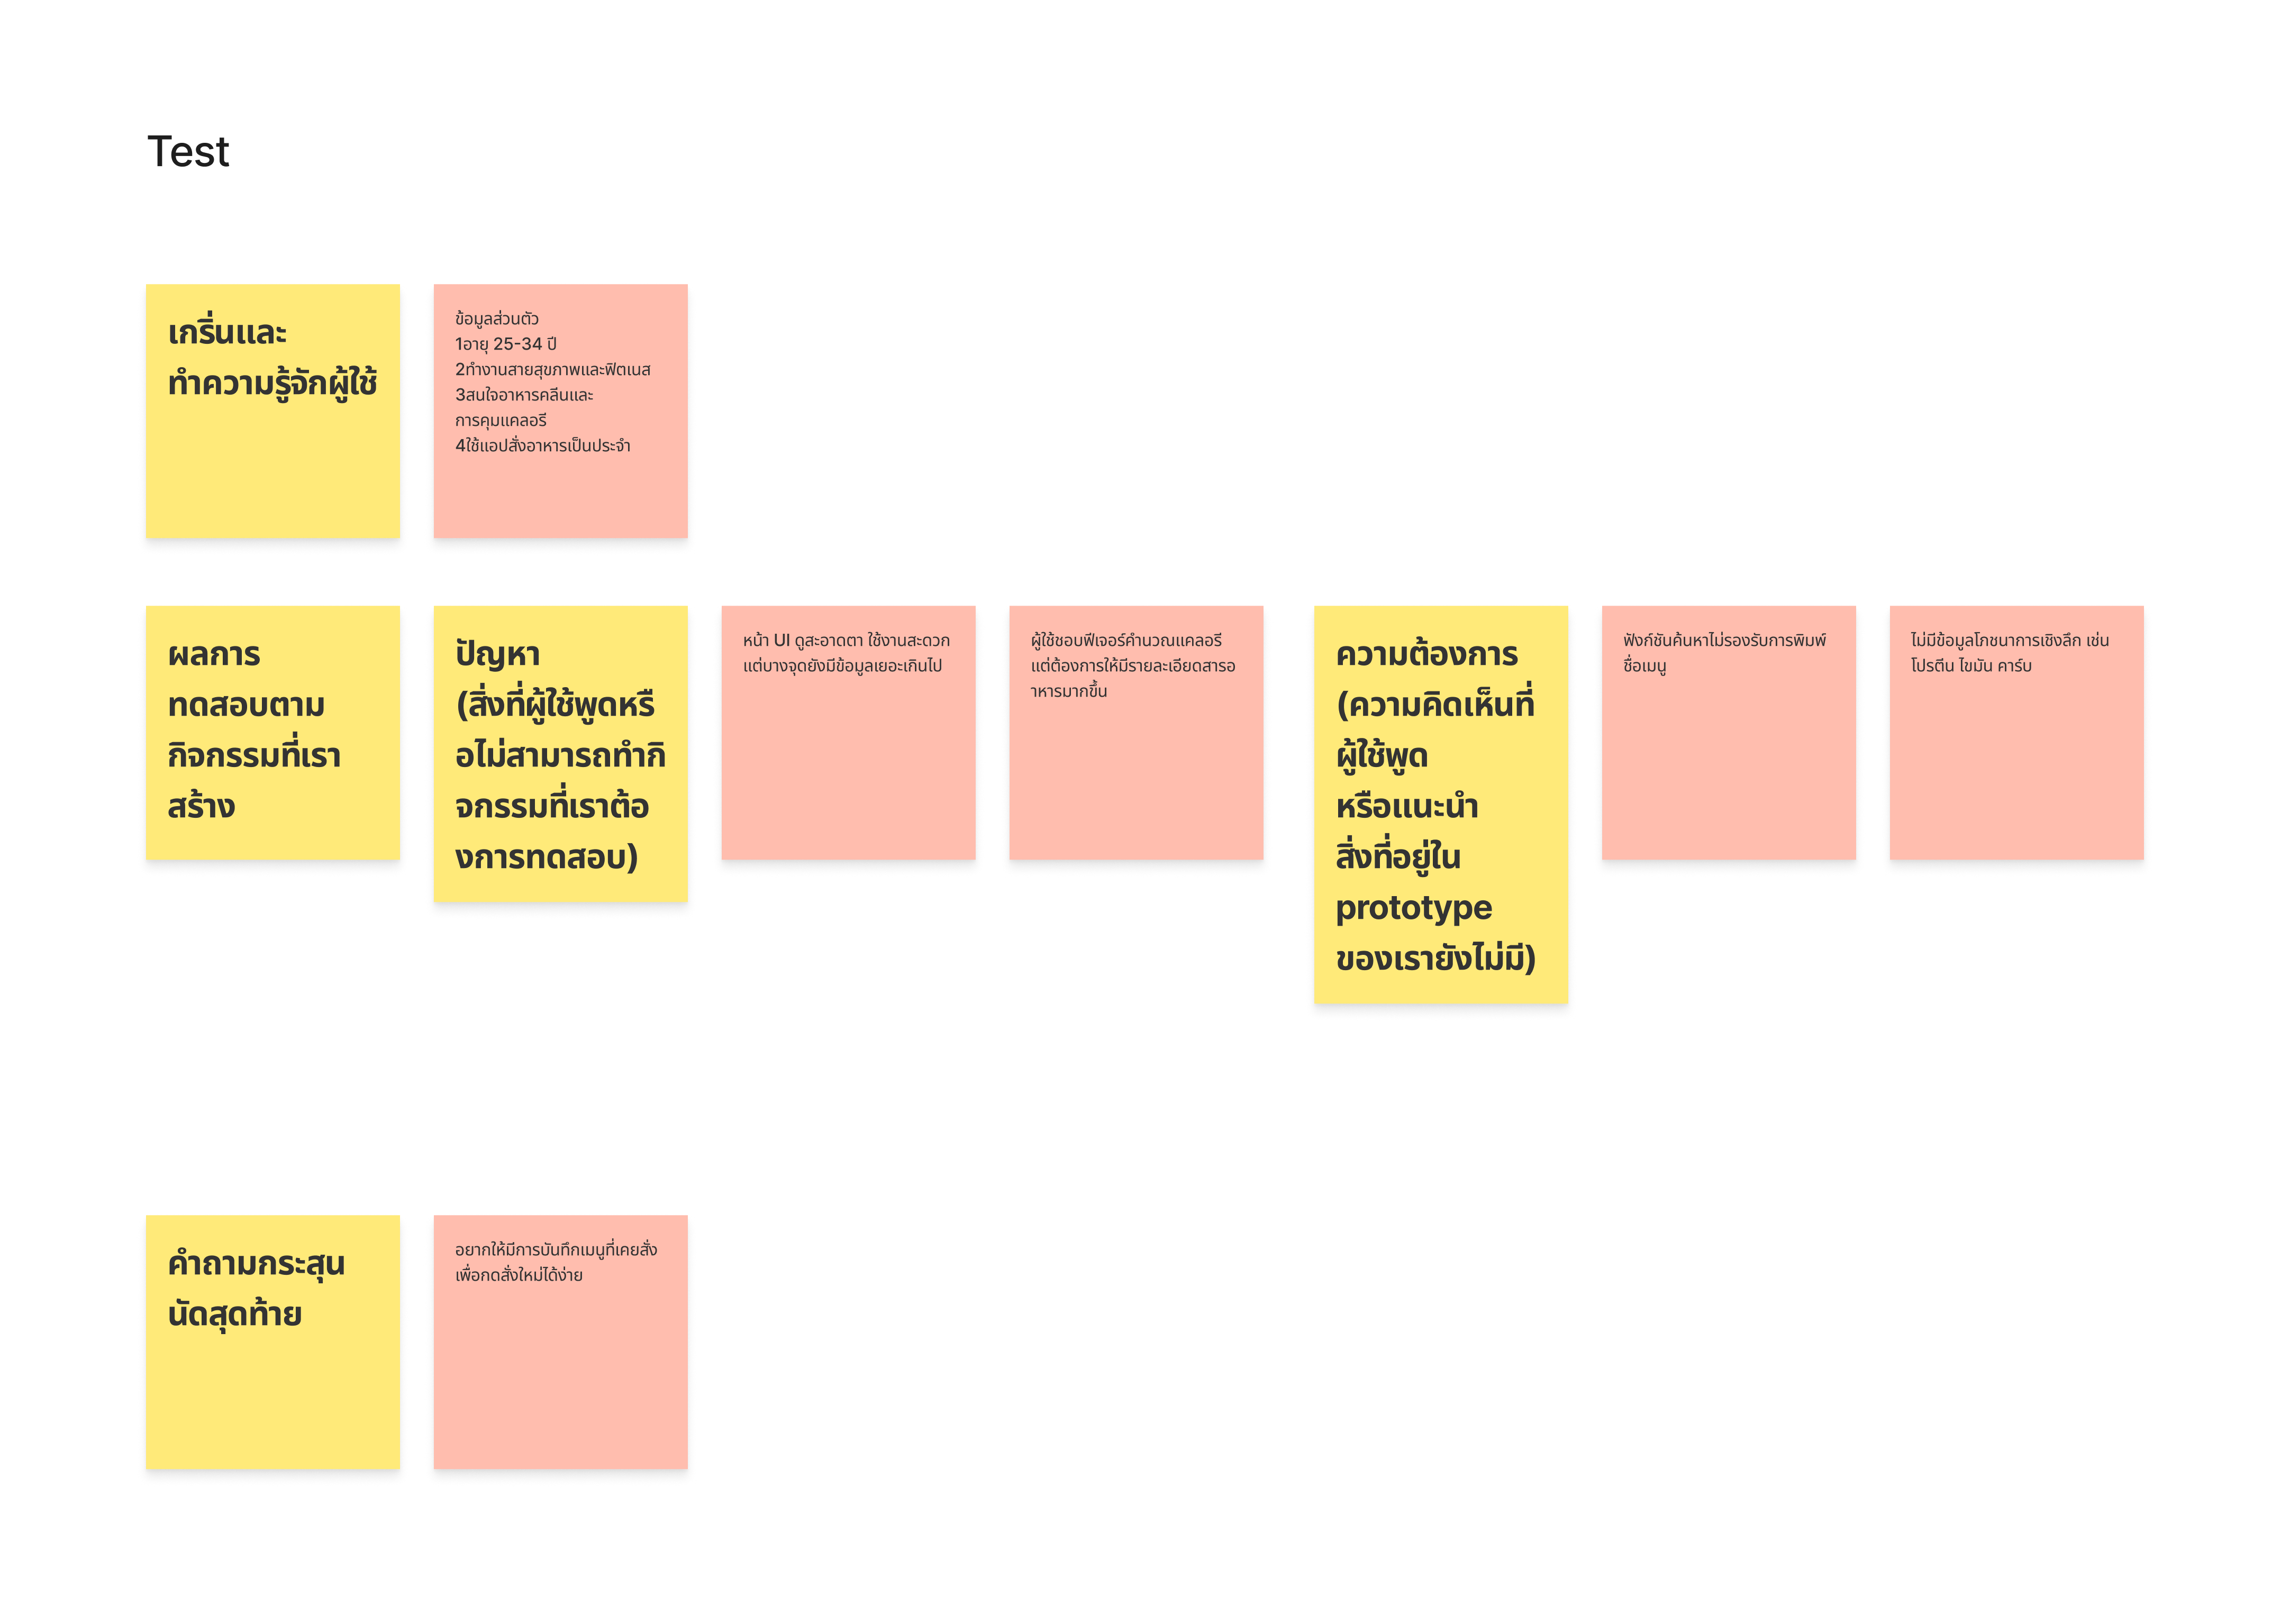 Test
เกริ่นและ
ทำความรู้จักผู้ใช้
ข้อมูลส่วนตัว
1อายุ 25-34 ปี
2ทำงานสายสุขภาพและฟิตเนส
3สนใจอาหารคลีนและ
การคุมแคลอรี
4ใช้แอปสั่งอาหารเป็นประจำ
ผลการ
ทดสอบตาม
กิจกรรมที่เรา
สร้าง
ปัญหา
(สิ่งที่ผู้ใช้พูดหรื
อไม่สามารถทำกิ
จกรรมที่เราต้อ
งการทดสอบ)
หน้า UI ดูสะอาดตา ใช้งานสะดวก
แต่บางจุดยังมีข้อมูลเยอะเกินไป
ผู้ใช้ชอบฟีเจอร์คำนวณแคลอรี
แต่ต้องการให้มีรายละเอียดสารอ
าหารมากขึ้น
ความต้องการ
(ความคิดเห็นที่
ผู้ใช้พูด
หรือแนะนำ
สิ่งที่อยู่ใน
prototype
ของเรายังไม่มี)
ฟังก์ชันค้นหาไม่รองรับการพิมพ์
ชื่อเมนู
ไม่มีข้อมูลโภชนาการเชิงลึก เช่น
โปรตีน ไขมัน คาร์บ
คำถามกระสุน
นัดสุดท้าย
อยากให้มีการบันทึกเมนูที่เคยสั่ง
เพื่อกดสั่งใหม่ได้ง่าย